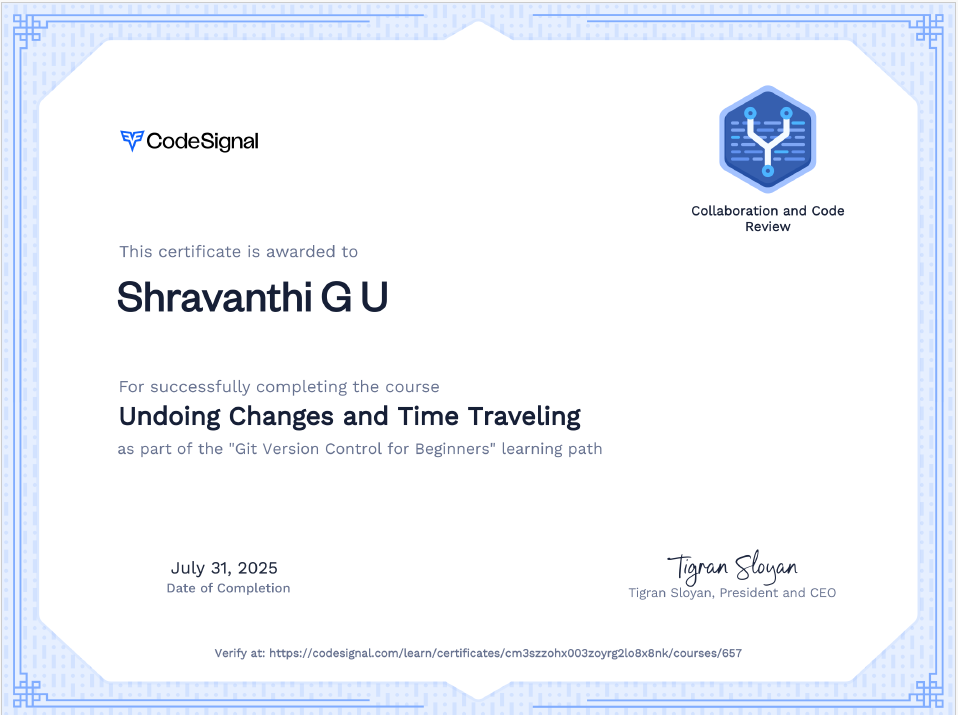 CodeSignal
Collaboration and Code
Review
This certificate is awarded to
Shravanthi G U
For successfully completing the course
Undoing Changes and Time Traveling
as part of the "Git Version Control for Beginners" learning path
July 31, 2025
Date of Completion
Tigran Sloyan
Tigran Sloyan, President and CEO
Verify at: https://codesignal.com/learn/certificates/cm3szzohx003zoyrg2lo8x8nk/courses/657